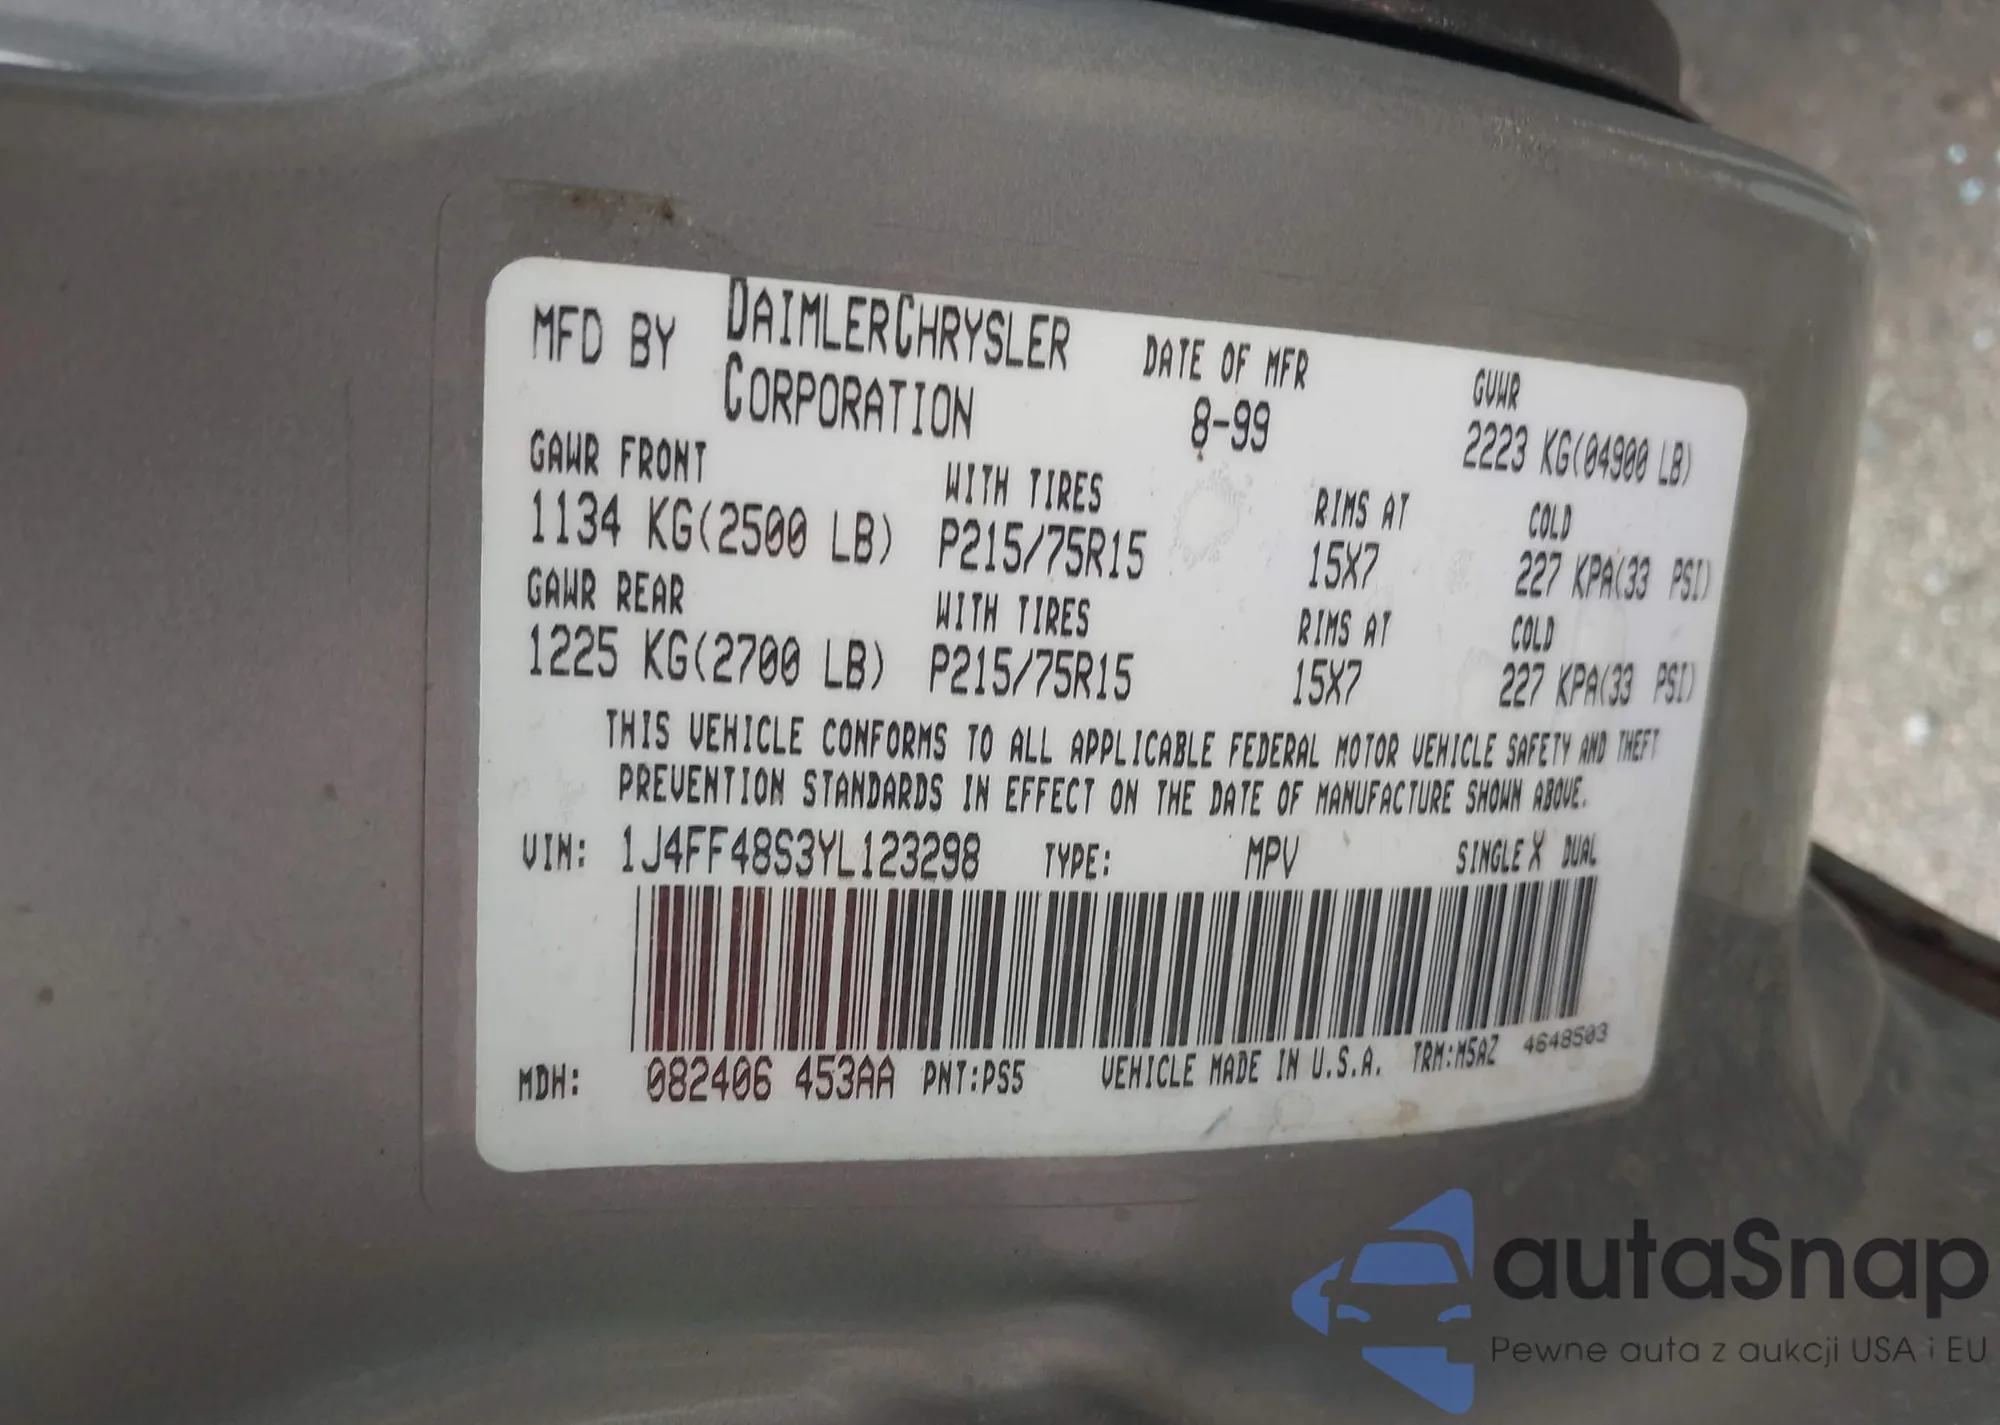 MFD BY DAIMLERCHRYSLER CORPORATION
DATE OF MFR
8-99
GVWR
2223 KG(04900 LB)
GAWR FRONT WITH TIRES RIMS AT COLD
1134 KG(2500 LB) P215/75R15 15X7 227 KPA(33 PSI)
GAWR REAR WITH TIRES RIMS AT COLD
1225 KG(2700 LB) P215/75R15 15X7 227 KPA(33 PSI)
THIS VEHICLE CONFORMS TO ALL APPLICABLE FEDERAL MOTOR VEHICLE SAFETY AND THEFT
PREVENTION STANDARDS IN EFFECT ON THE DATE OF MANUFACTURE SHOWN ABOVE.
VIN: 1J4FF48S3YL123298 TYPE: MPV SINGLE X DUAL
MDH: 082406 453AA PNT:PS5 VEHICLE MADE IN U.S.A. TRM:M5AZ 4648503
autaSnap
Pewne auta z aukcji USA i EU